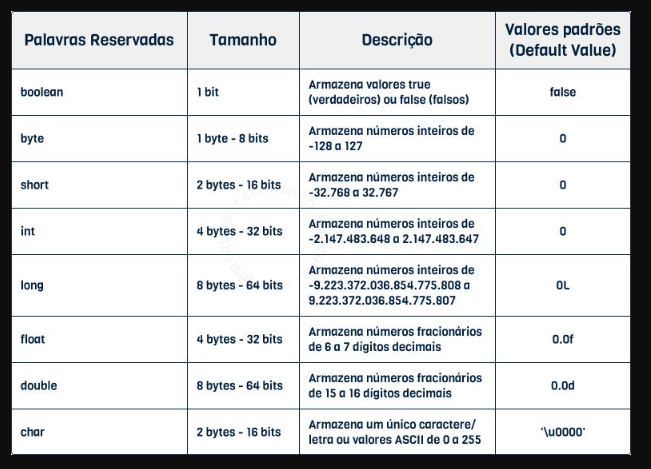 Palavras Reservadas Tamanho Descrição Valores padrões (Default Value)
boolean 1 bit Armazena valores true
(verdadeiros) ou false (falsos) false
byte 1 byte - 8 bits Armazena números inteiros de
-128 a 127 0
short 2 bytes - 16 bits Armazena números inteiros de
-32.768 a 32.767 0
int 4 bytes - 32 bits Armazena números inteiros de
-2.147.483.648 a 2.147.483.647 0
long 8 bytes - 64 bits Armazena números inteiros de
-9.223.372.036.854.775.808 a
9.223.372.036.854.775.807 0L
float 4 bytes - 32 bits Armazena números fracionários
de 6 a 7 dígitos decimais 0.0f
double 8 bytes - 64 bits Armazena números fracionários
de 15 a 16 dígitos decimais 0.0d
char 2 bytes - 16 bits Armazena um único caractere/
letra ou valores ASCII de 0 a 255 '\u0000'